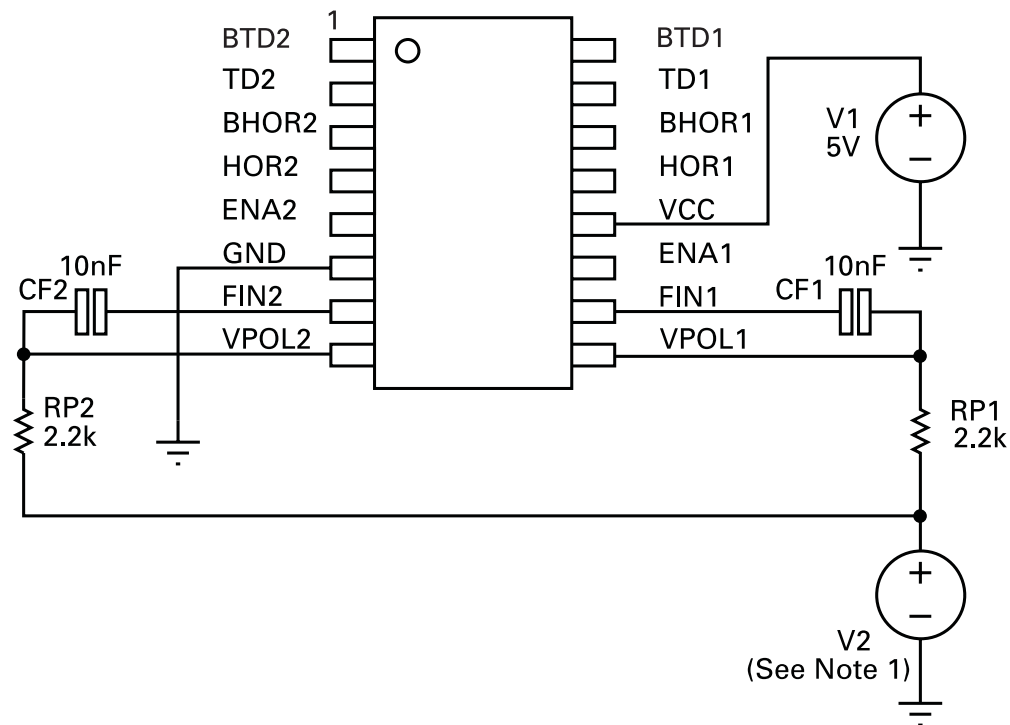 1
BTD2
BTD1
TD2
TD1
BHOR2
BHOR1
V1
5V
HOR2
HOR1
ENA2
VCC
GND
ENA1
10nF
10nF
CF2
CF1
FIN2
FIN1
VPOL2
VPOL1
RP2
2.2k
RP1
2.2k
V2
(See Note 1)